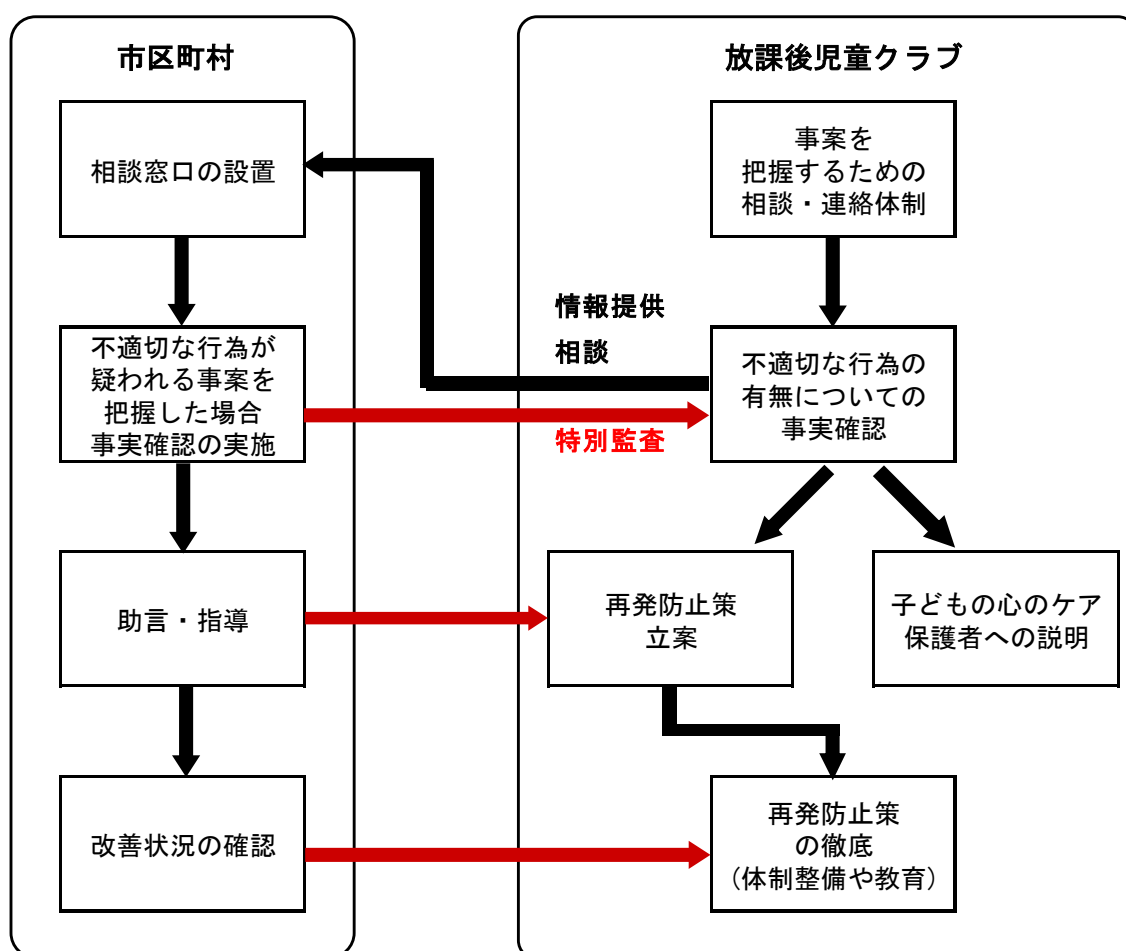 市区町村
相談窓口の設置
不適切な行為が
疑われる事案を
把握した場合
事実確認の実施
助言・指導
改善状況の確認
情報提供
相談
特別監査
放課後児童クラブ
事案を
把握するための
相談・連絡体制
不適切な行為の
有無についての
事実確認
再発防止策
立案
子どもの心のケア
保護者への説明
再発防止策
の徹底
(体制整備や教育)